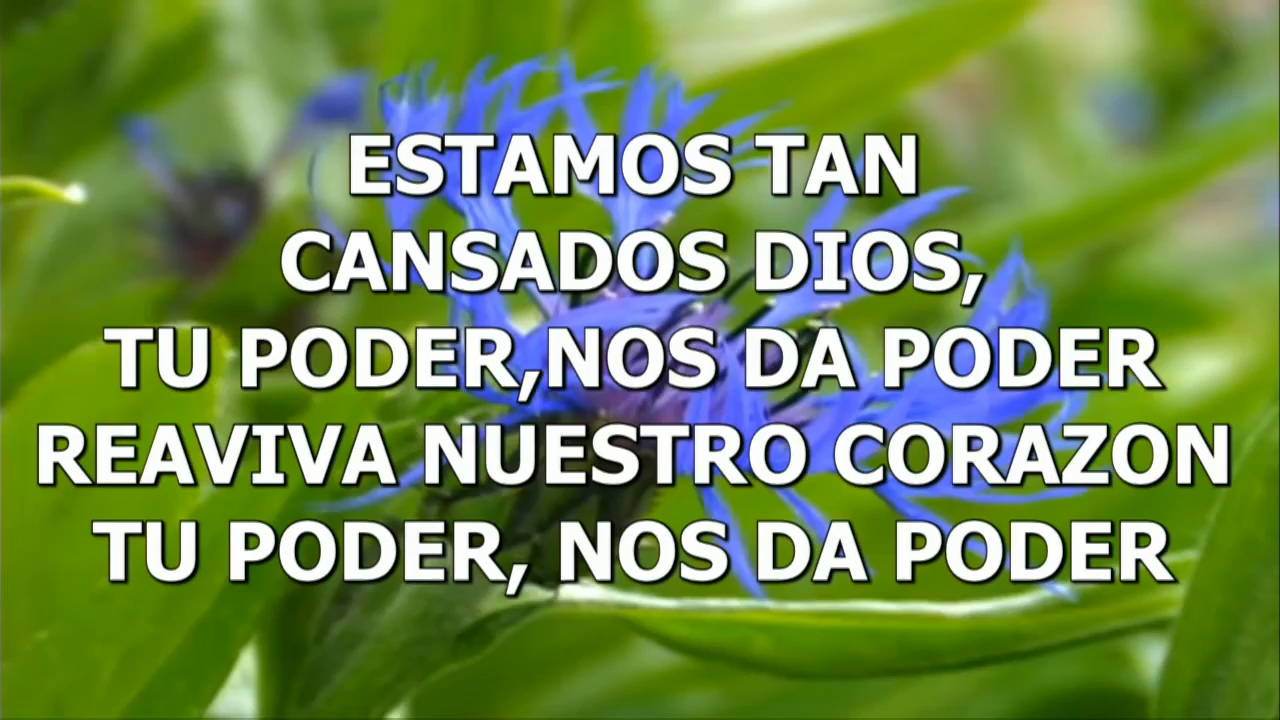 ESTAMOS TAN
CANSADOS DIOS,
TU PODER,NOS DA PODER
REAVIVA NUESTRO CORAZON
TU PODER, NOS DA PODER